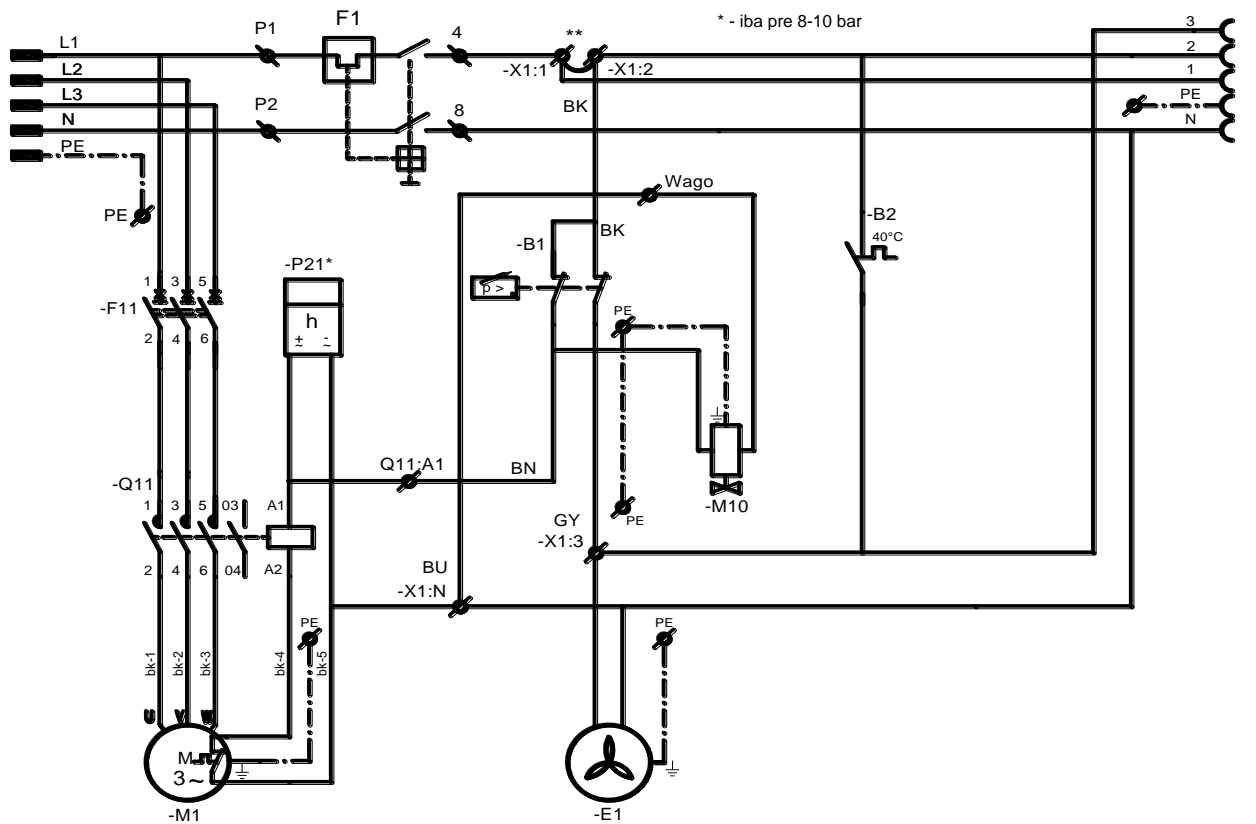 * - iba pre 8-10 bar
P1
F1
4
**
3
L1
2
-X1:1
-X1:2
L2
1
L3
BK
PE
P2
8
N
N
PE
Wago
PE
-B2
BK
40°C
-B1
-P21*
1 3 5
p >
-F11
h
PE
2 4 6
+ -
~ ~
Q11:A1
BN
-Q11
1 3 5 03
A1
-M10
GY
PE
-X1:3
2 4 6 04
A2
BU
-X1:N
PE
PE
bk-1
bk-2
bk-3
bk-4
bk-5
U V W
M
3 ~
-M1
-E1